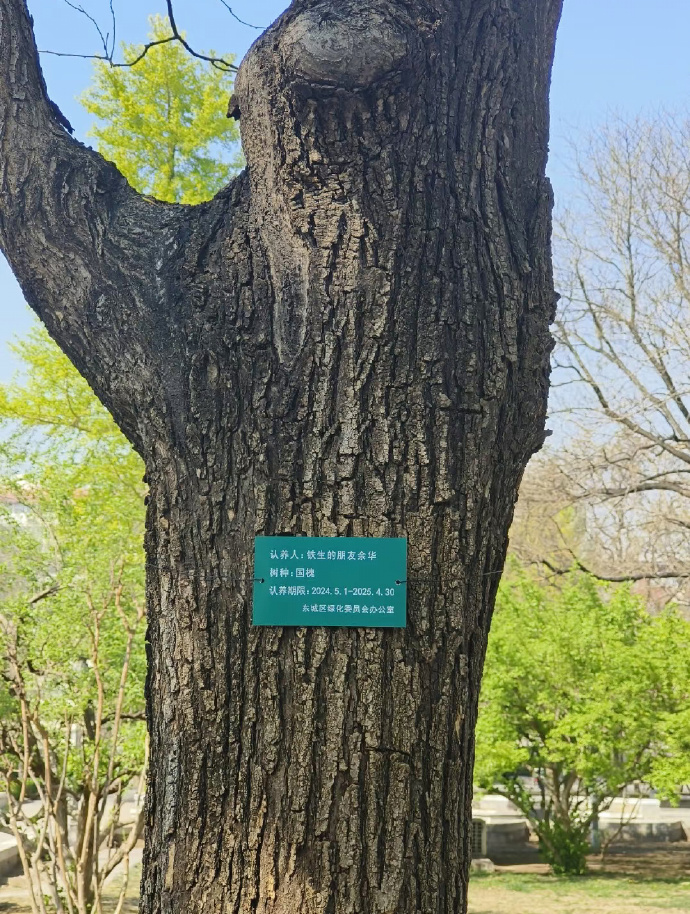 认养人：铁生的朋友余华
树种：国槐
认养期限：2024.5.1-2025.4.30
东城区绿化委员会办公室